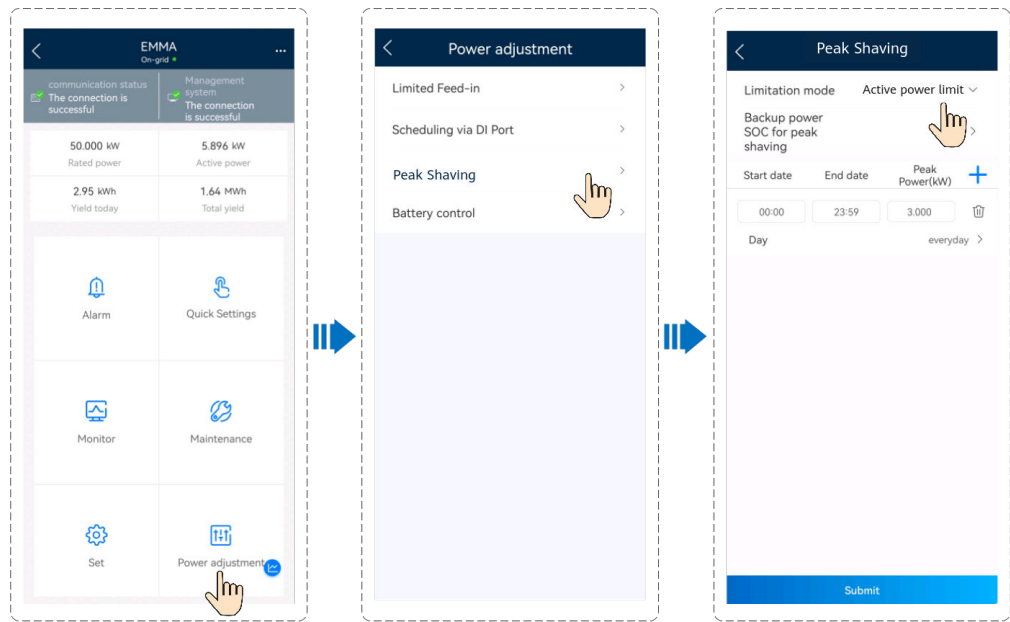 EMMA
On-grid
...
communication status
The connection is
successful
Management
system
The connection
is successful
50.000 kW
Rated power
5.896 kW
Active power
2.95 kWh
Yield today
1.64 MWh
Total yield
Alarm
Quick Settings
Monitor
Maintenance
Set
Power adjustment
Power adjustment
Limited Feed-in
Scheduling via DI Port
Peak Shaving
Battery control
Peak Shaving
Limitation mode
Active power limit
Backup power
SOC for peak
shaving
Start date
End date
Peak
Power(kW)
00:00
23:59
3.000
Day
everyday
Submit